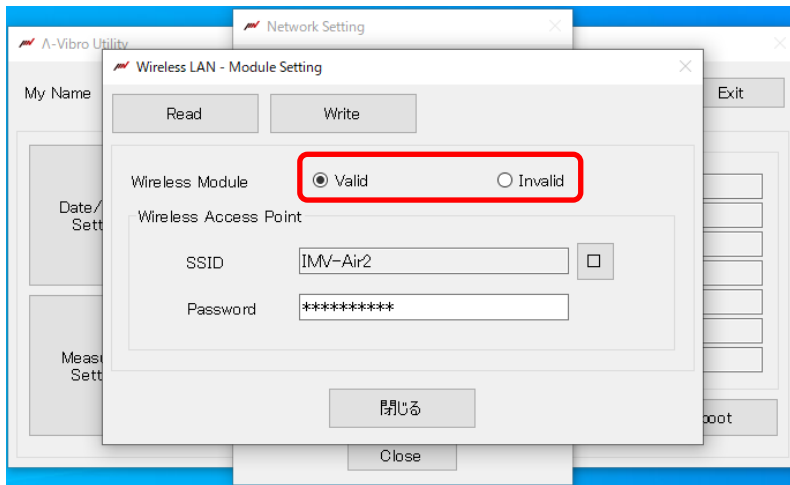 Network Setting
Λ-Vibro Utility
Wireless LAN - Module Setting
My Name
Exit
Read
Write
Wireless Module
Valid
Invalid
Date/
Sett
Wireless Access Point
SSID
IMV-Air2
Password
**********
Meas
Sett
閉じる
boot
Close